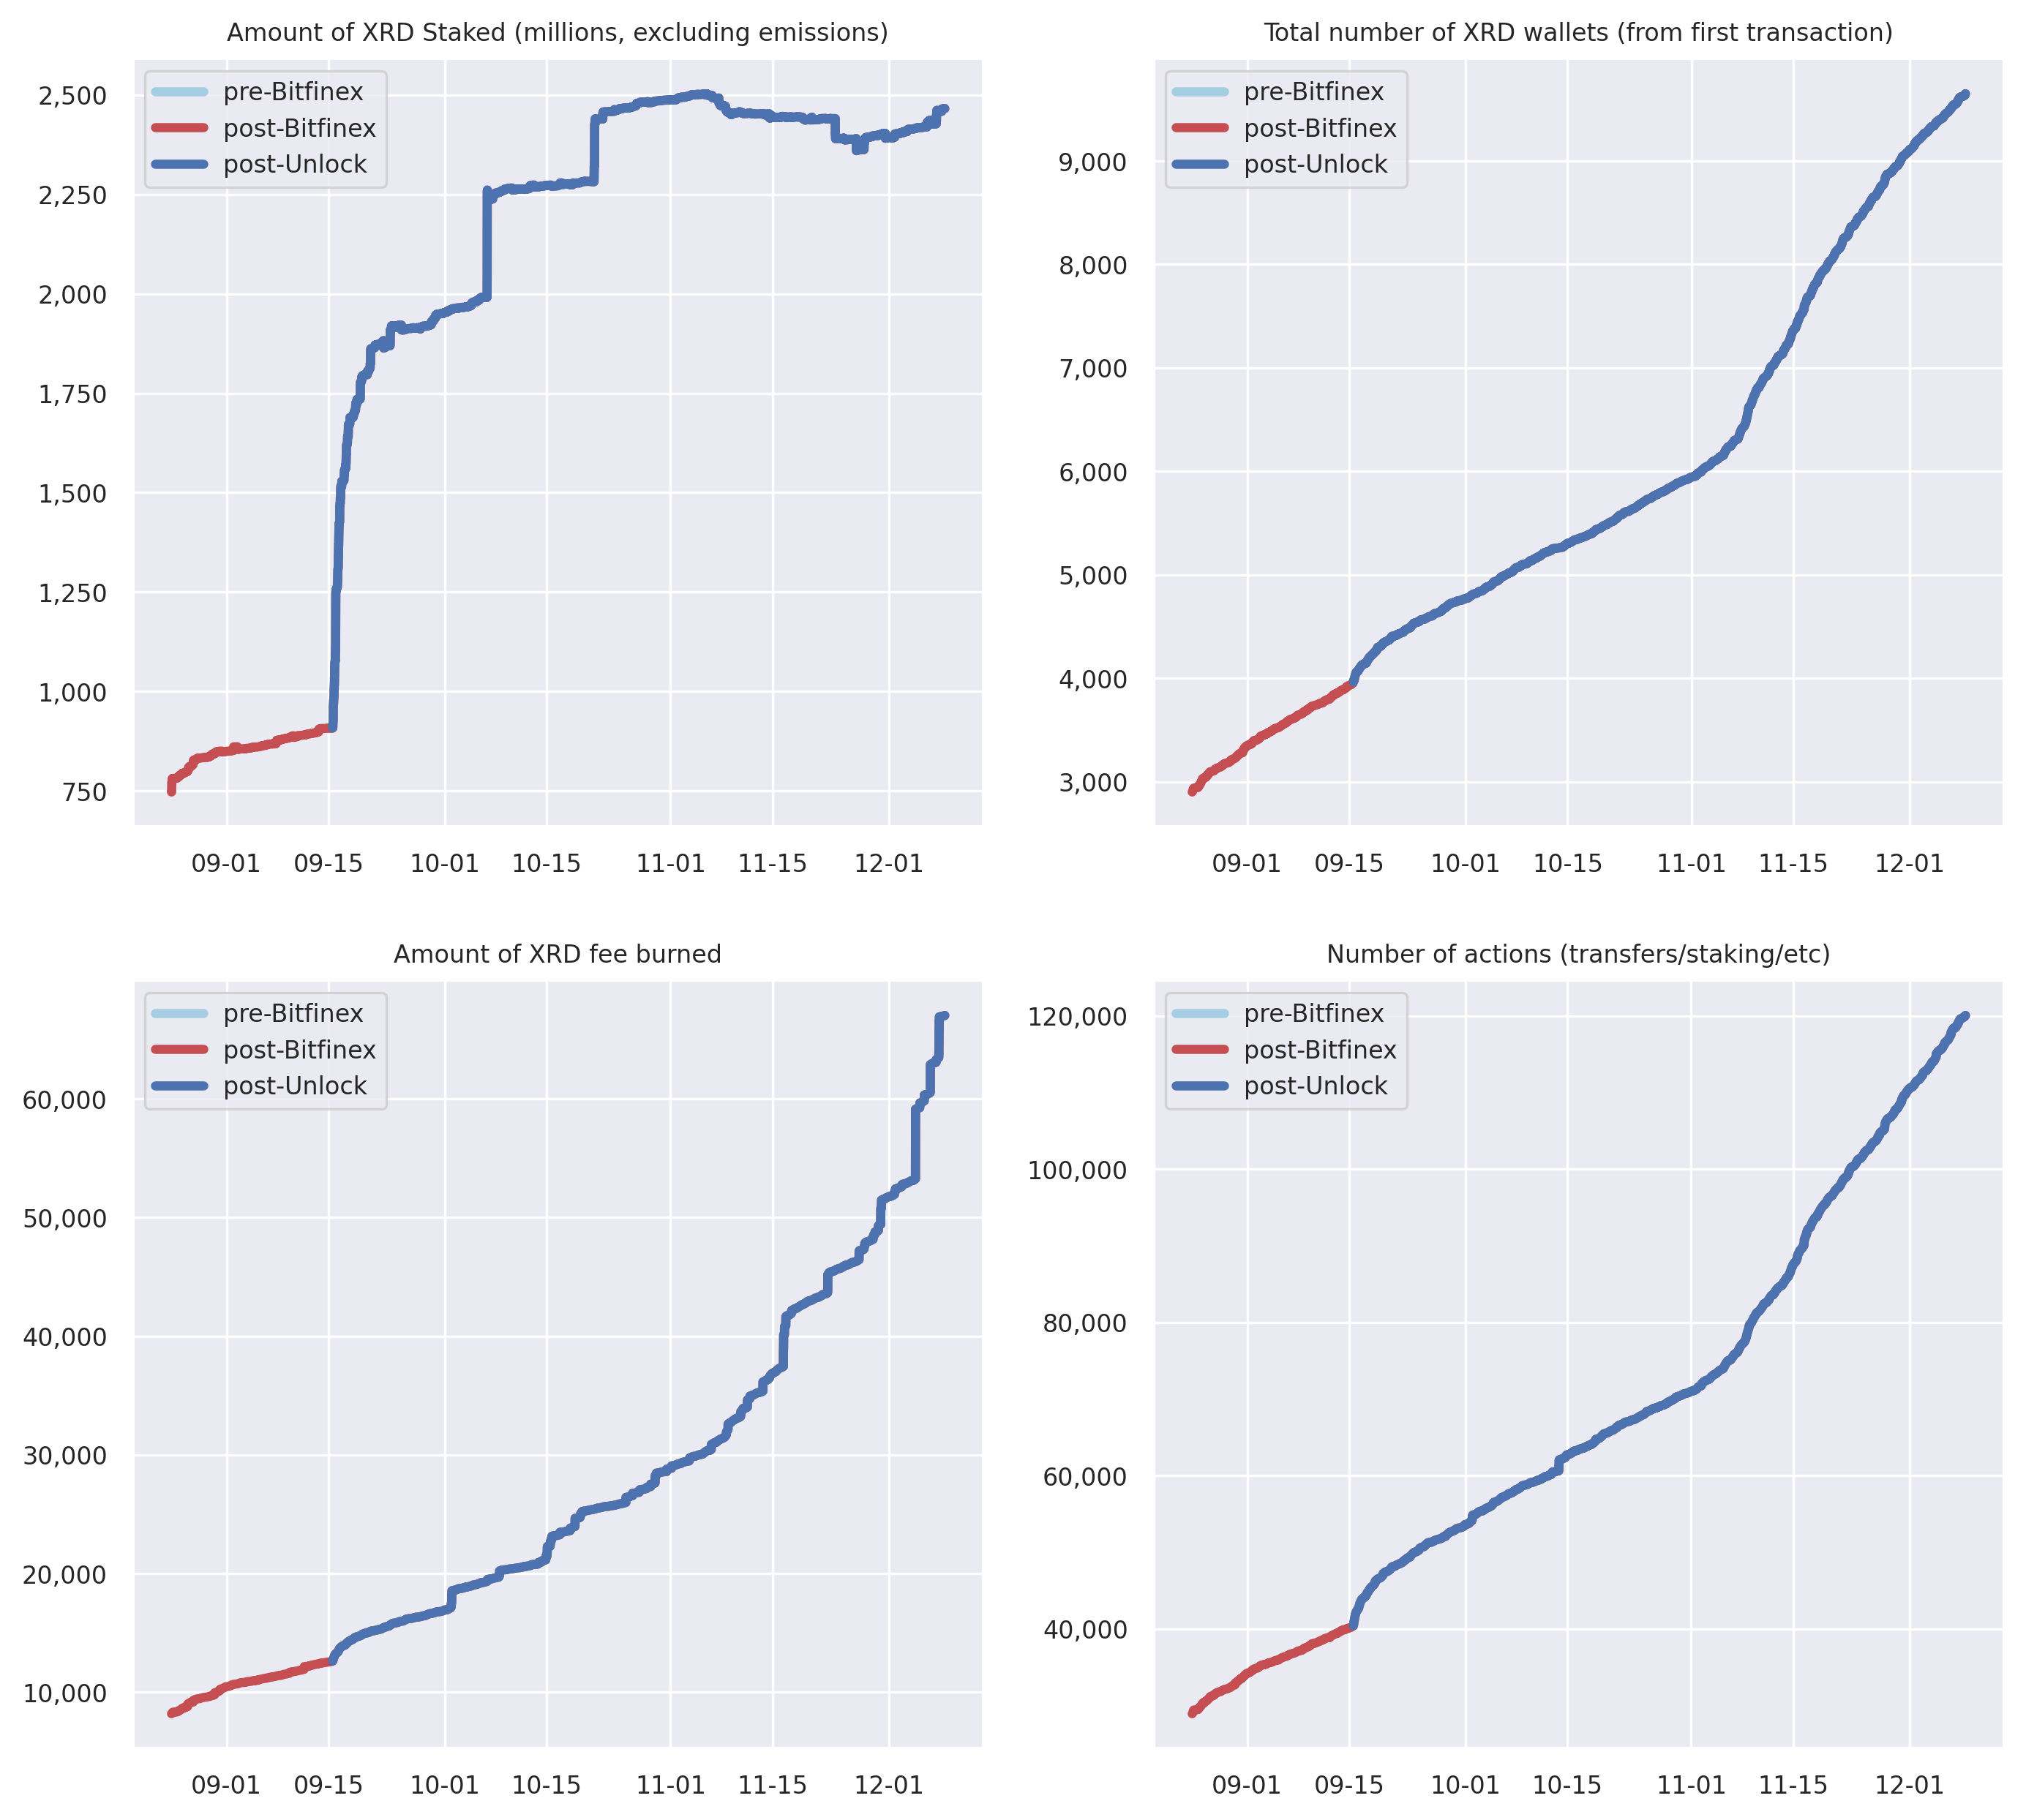 Amount of XRD Staked (millions, excluding emissions)
pre-Bitfinex
post-Bitfinex
post-Unlock
2,500
2,250
2,000
1,750
1,500
1,250
1,000
750
09-01 09-15 10-01 10-15 11-01 11-15 12-01
Total number of XRD wallets (from first transaction)
pre-Bitfinex
post-Bitfinex
post-Unlock
9,000
8,000
7,000
6,000
5,000
4,000
3,000
09-01 09-15 10-01 10-15 11-01 11-15 12-01
Amount of XRD fee burned
pre-Bitfinex
post-Bitfinex
post-Unlock
60,000
50,000
40,000
30,000
20,000
10,000
09-01 09-15 10-01 10-15 11-01 11-15 12-01
Number of actions (transfers/staking/etc)
pre-Bitfinex
post-Bitfinex
post-Unlock
120,000
100,000
80,000
60,000
40,000
09-01 09-15 10-01 10-15 11-01 11-15 12-01